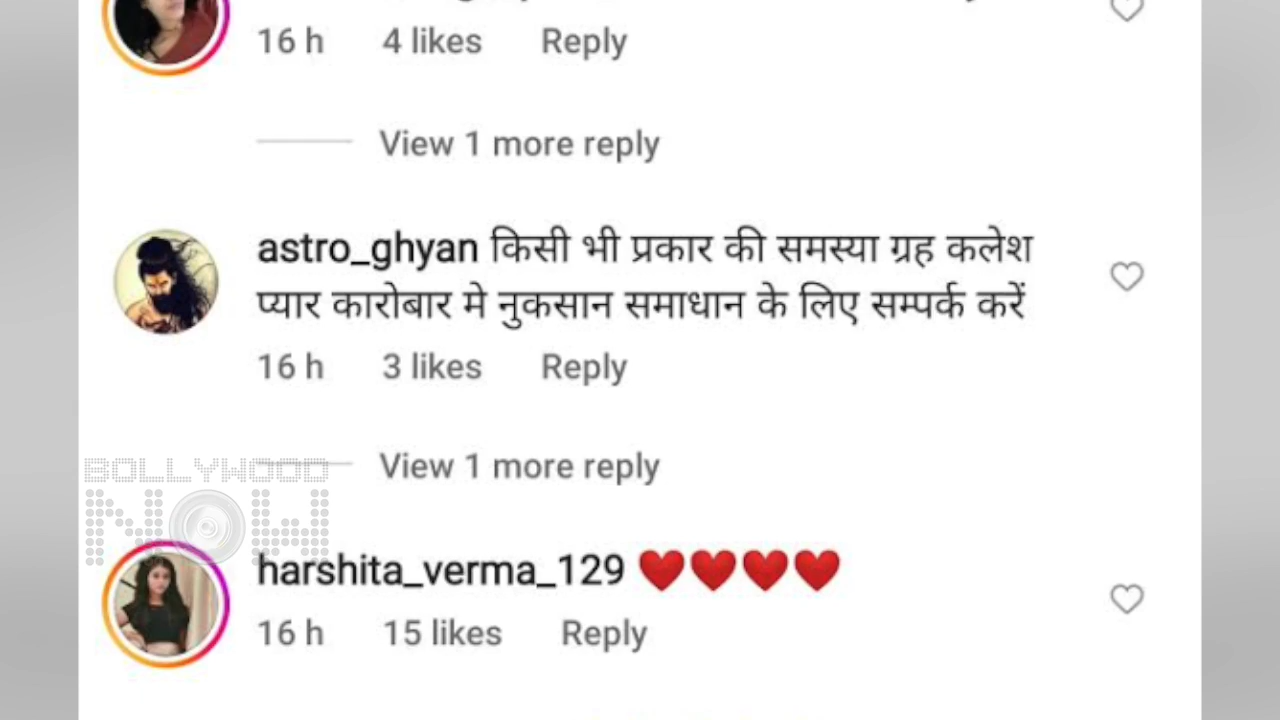 16 h 4 likes Reply
View 1 more reply
astro_ghyan किसी भी प्रकार की समस्या ग्रह कलेश
प्यार कारोबार मे नुकसान समाधान के लिए सम्पर्क करें
16 h 3 likes Reply
View 1 more reply
BOLLYWOOD
NOW
harshita_verma_129 ❤️❤️❤️❤️
16 h 15 likes Reply